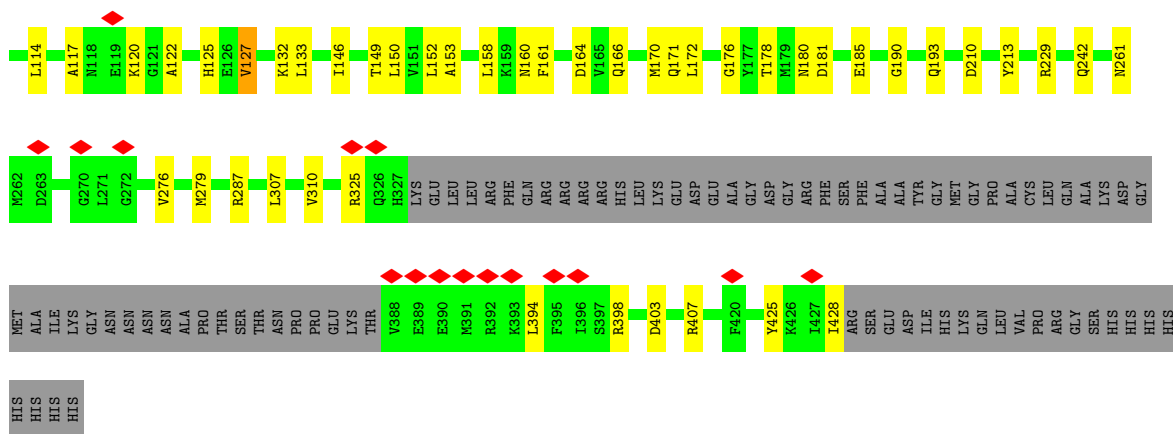 L114 A117 N118 E119 K120 G121 A122 H125 E126 V127 K132 L133 I146 T149 L150 V151 L152 A153 L158 K159 N160 F161 D164 V165 Q166 M170 Q171 L172 G176 Y177 T178 M179 N180 D181 E185 G190 Q193 D210 Y213 R229 Q242 N261
M262 D263 G270 L271 G272 V276 M279 R287 L307 V310 R325 Q326 H327 LYS GLU LEU LEU ARG PHE GLN ARG ARG ARG ARG HIS LEU LYS GLU ASP GLU ALA GLY ASP GLY ARG PHE SER PHE ALA ALA TYR GLY MET GLY PRO ALA CYS LEU GLN ALA LYS ASP GLY
MET ALA ILE LYS GLY ASN ASN ASN ASN ALA PRO THR SER THR ASN PRO PRO GLU LYS THR V388 E389 E390 M391 R392 K393 L394 F395 I396 S397 R398 D403 R407 F420 Y425 K426 I427 I428 ARG SER GLU ASP ILE HIS LYS GLN LEU VAL PRO ARG GLY SER HIS HIS HIS HIS
HIS HIS HIS HIS